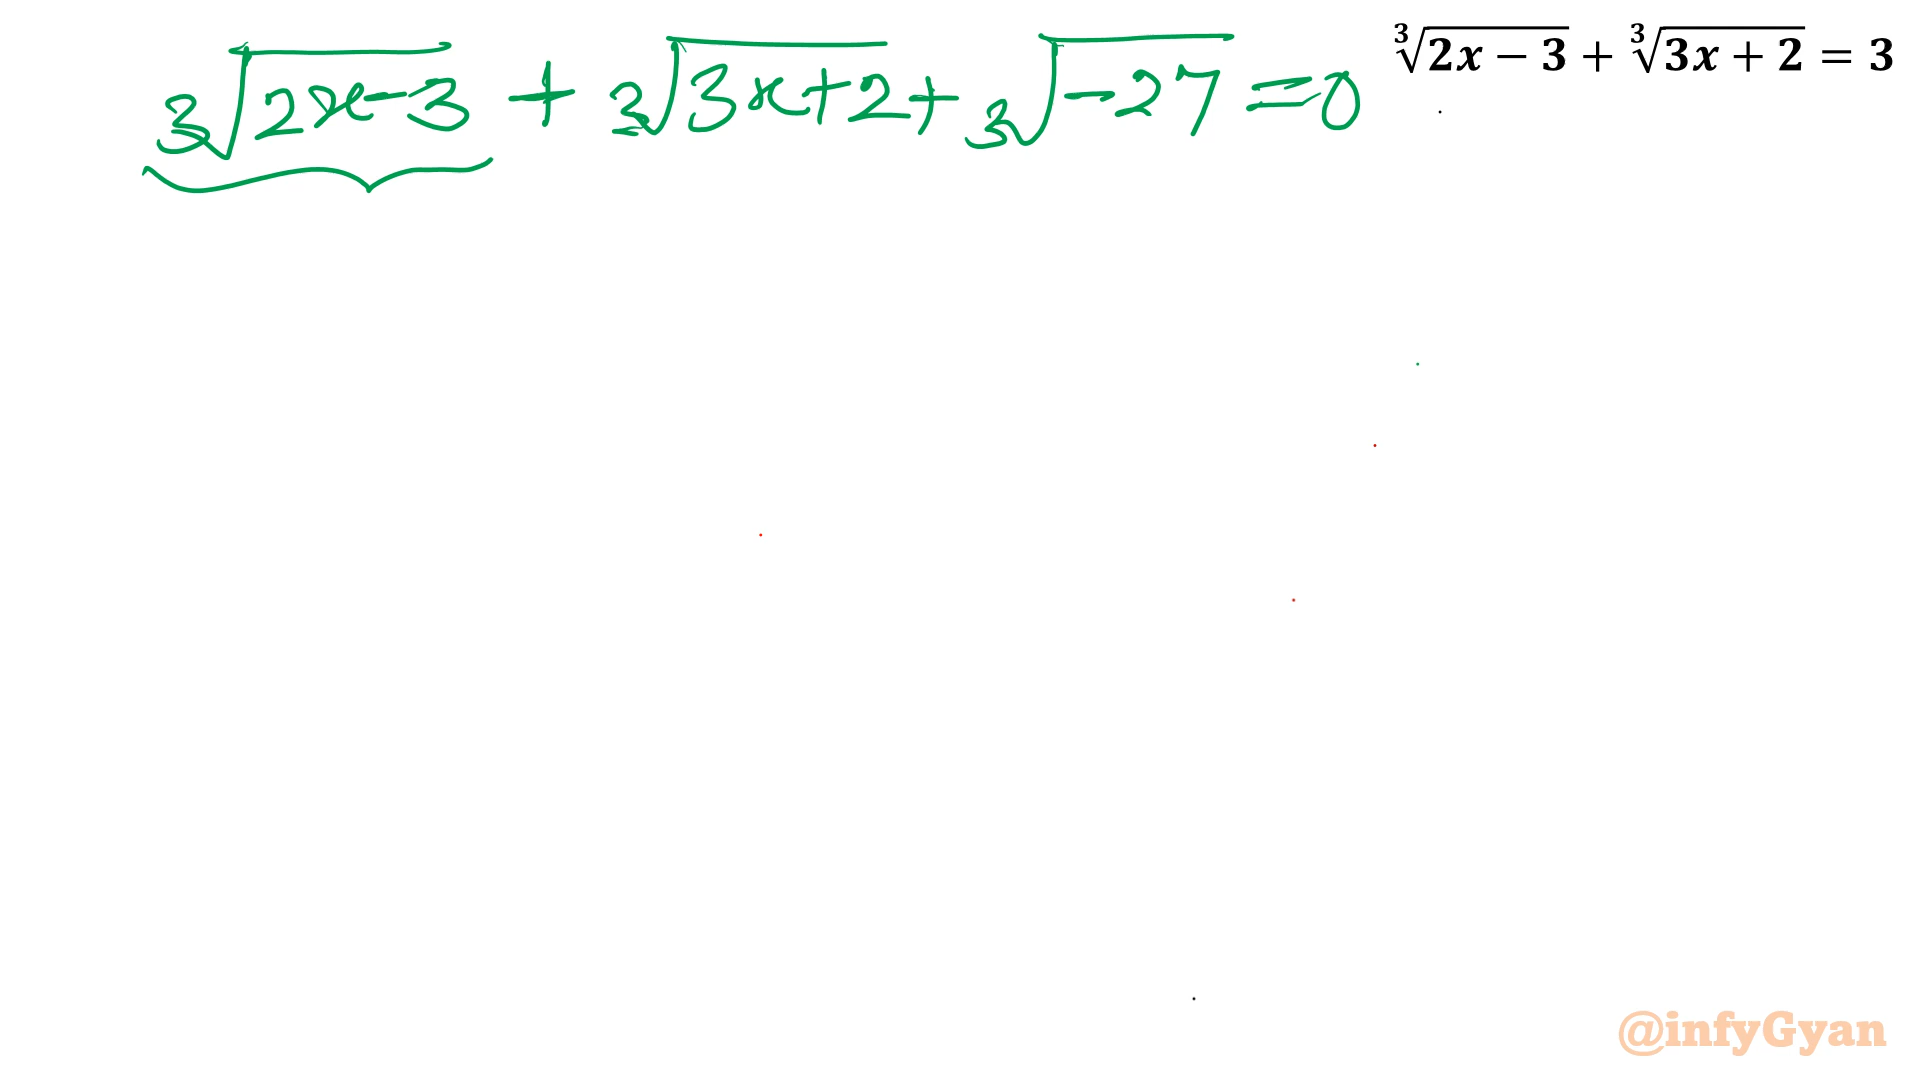 ∛(2x-3) + ∛(3x+2) + ∛(-27) = 0
∛(2x − 3) + ∛(3x + 2) = 3
@infyGyan